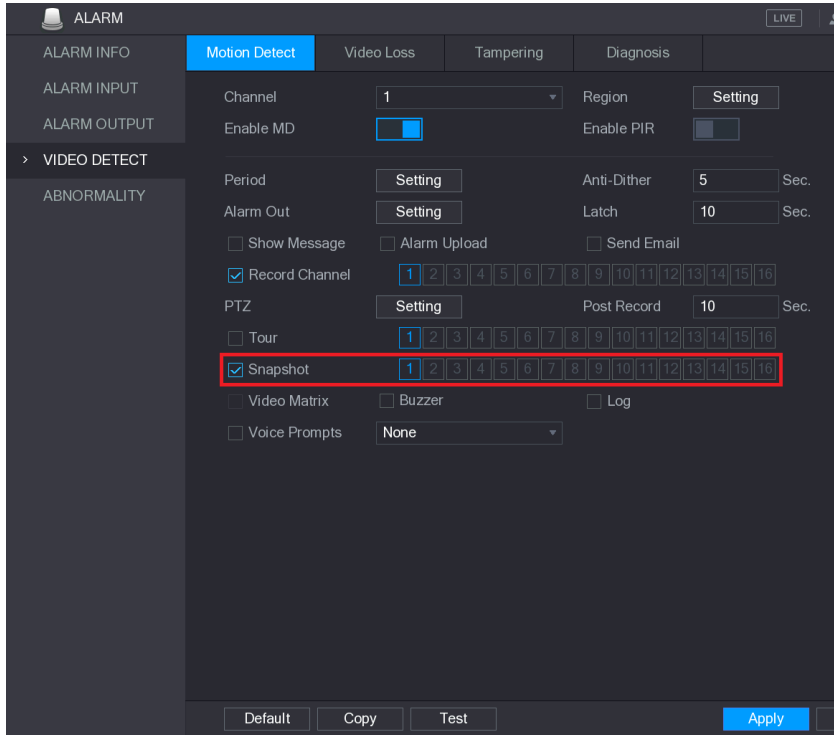 ALARM LIVE
ALARM INFO
ALARM INPUT
ALARM OUTPUT
> VIDEO DETECT
ABNORMALITY
Motion Detect Video Loss Tampering Diagnosis
Channel 1 Region Setting
Enable MD Enable PIR
Period Setting Anti-Dither 5 Sec.
Alarm Out Setting Latch 10 Sec.
Show Message Alarm Upload Send Email
Record Channel 1 2 3 4 5 6 7 8 9 10 11 12 13 14 15 16
PTZ Setting Post Record 10 Sec.
Tour 1 2 3 4 5 6 7 8 9 10 11 12 13 14 15 16
Snapshot 1 2 3 4 5 6 7 8 9 10 11 12 13 14 15 16
Video Matrix Buzzer Log
Voice Prompts None
Default Copy Test Apply